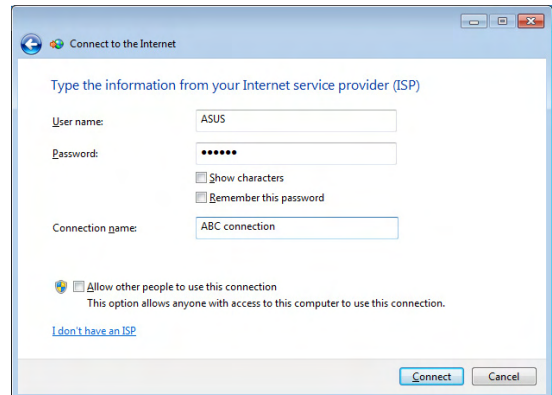 Connect to the Internet
Type the information from your Internet service provider (ISP)
User name: ASUS
Password: ••••••
Show characters
Remember this password
Connection name: ABC connection
Allow other people to use this connection
This option allows anyone with access to this computer to use this connection.
I don't have an ISP
Connect Cancel